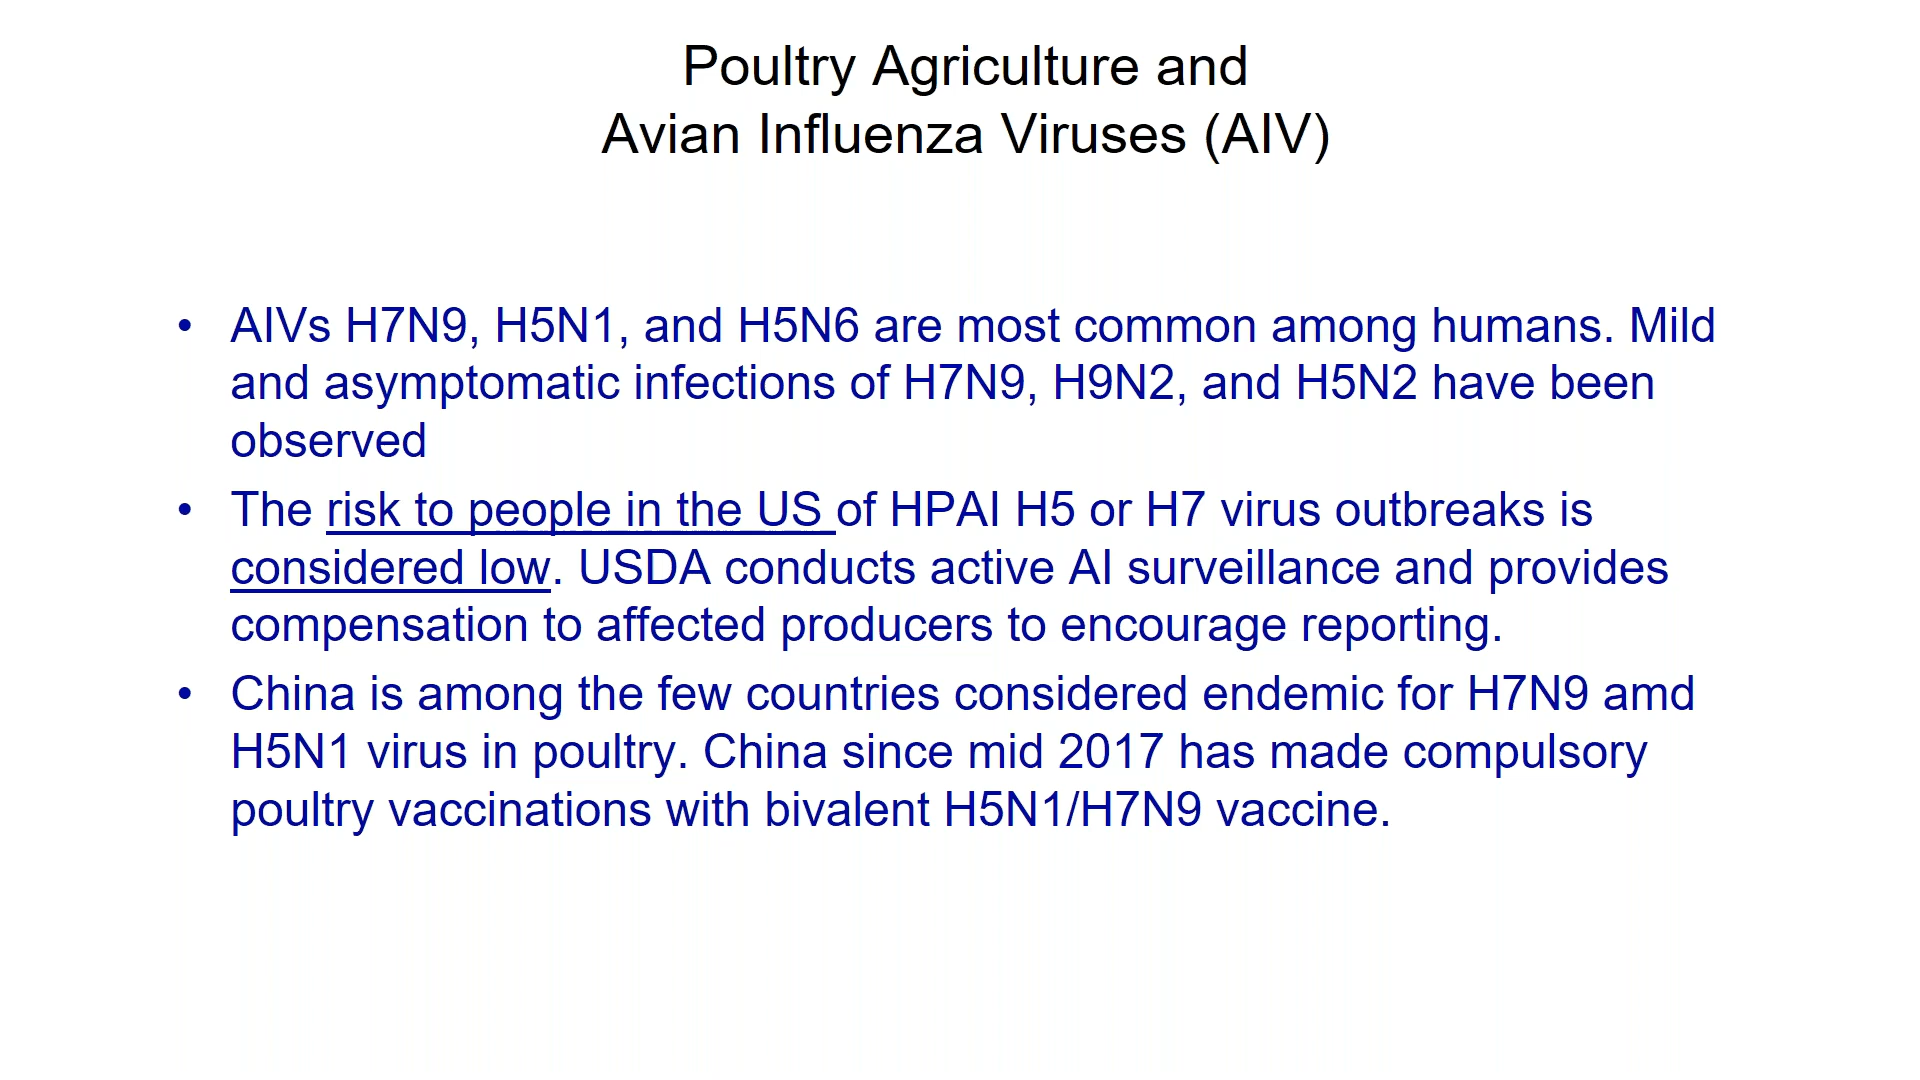 Poultry Agriculture and
Avian Influenza Viruses (AIV)
• AIVs H7N9, H5N1, and H5N6 are most common among humans. Mild
and asymptomatic infections of H7N9, H9N2, and H5N2 have been
observed
• The risk to people in the US of HPAI H5 or H7 virus outbreaks is
considered low. USDA conducts active AI surveillance and provides
compensation to affected producers to encourage reporting.
• China is among the few countries considered endemic for H7N9 amd
H5N1 virus in poultry. China since mid 2017 has made compulsory
poultry vaccinations with bivalent H5N1/H7N9 vaccine.